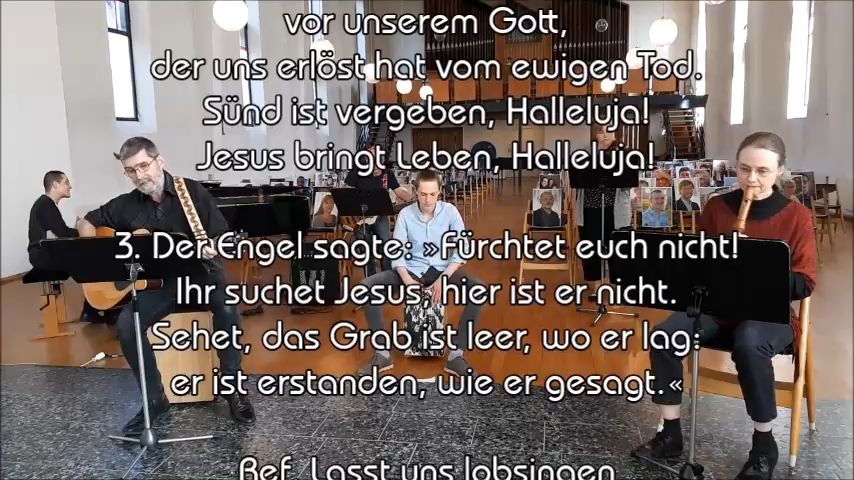 vor unserem Gott,
der uns erlöst hat vom ewigen Tod.
Sünd ist vergeben, Halleluja!
Jesus bringt Leben, Halleluja!
3. Der Engel sagte: »Fürchtet euch nicht!
Ihr suchet Jesus, hier ist er nicht.
Sehet, das Grab ist leer, wo er lag:
er ist erstanden, wie er gesagt.«
Ref. Lasst uns lobsingen